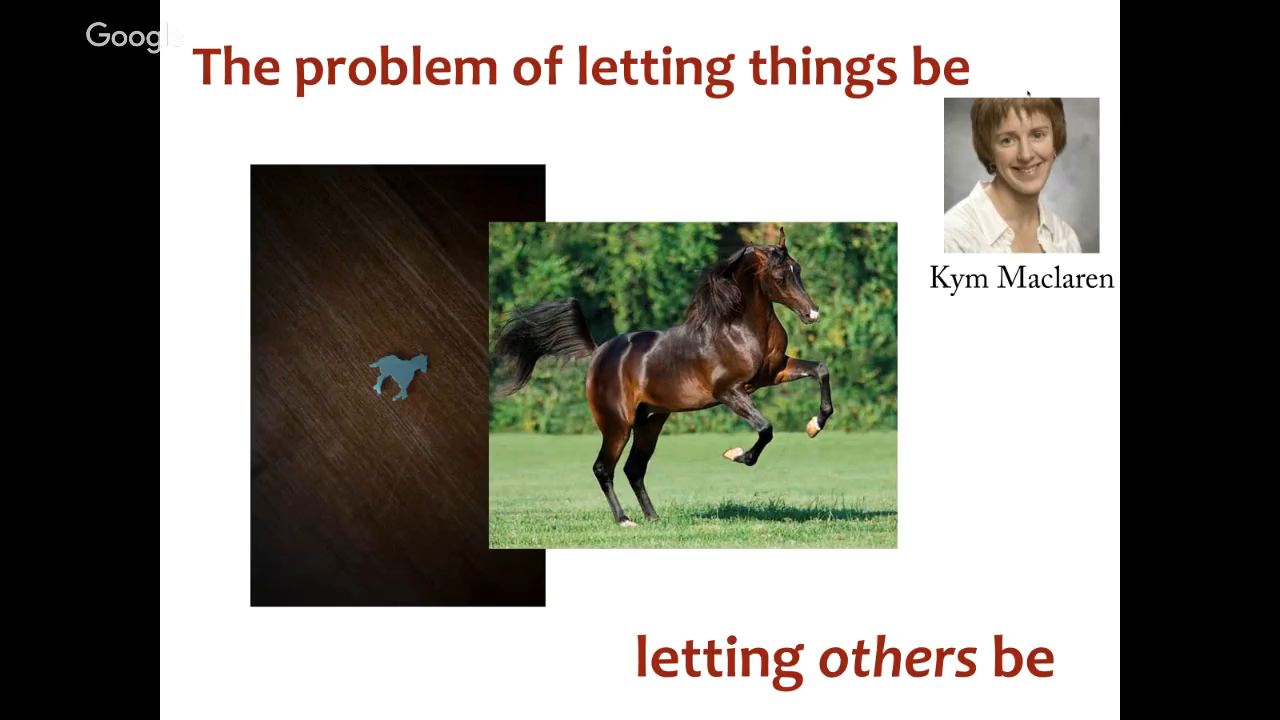 Google
The problem of letting things be
Kym Maclaren
letting others be